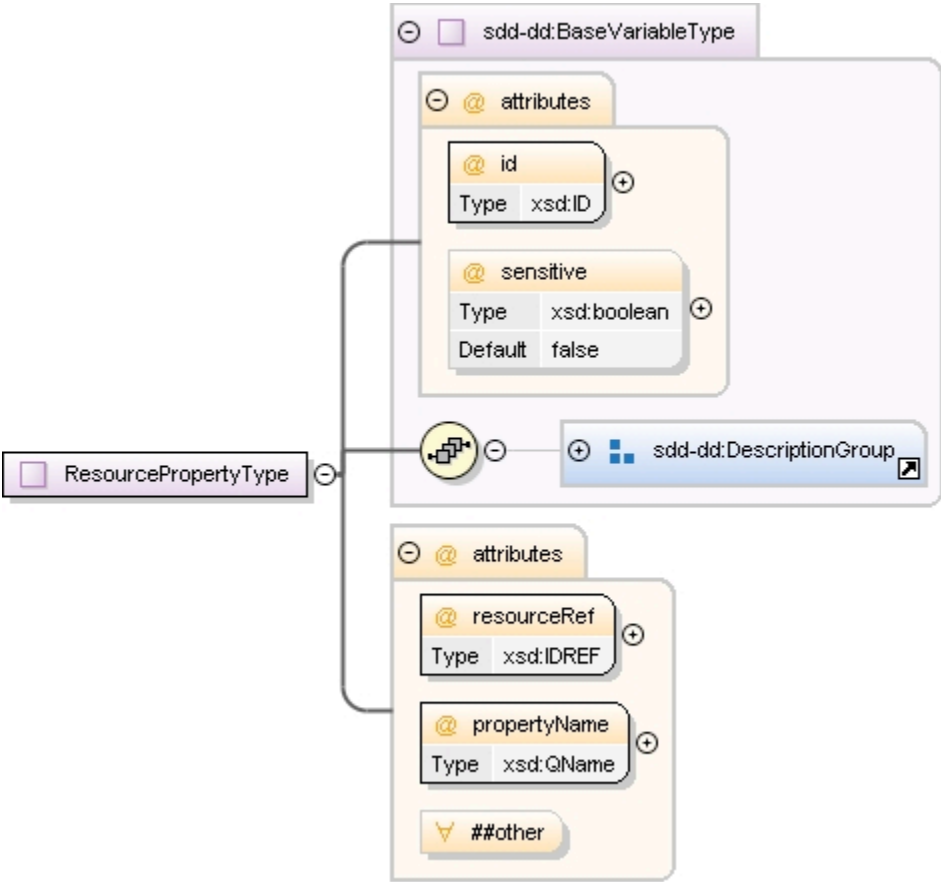 sdd-dd:BaseVariableType
@ attributes
@ id
Type xsd:ID
@ sensitive
Type xsd:boolean
Default false
sdd-dd:DescriptionGroup
ResourcePropertyType
@ attributes
@ resourceRef
Type xsd:IDREF
@ propertyName
Type xsd:QName
∀ ##other